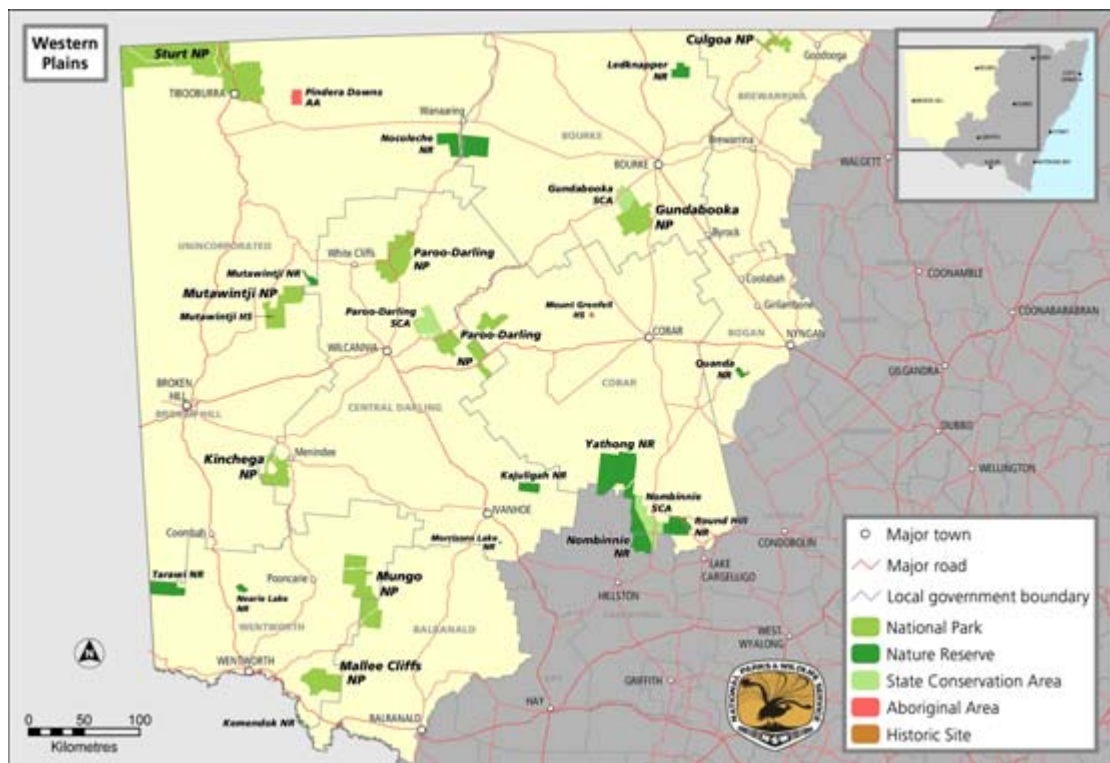 Western
Plains
Sturt NP
TIBOOBURRA
Pindera Downs
AA
Wanaaring
Nocoleche
NR
Culgoa NP
Goodooga
Ledknapper
NR
BREWARRINA
BOURKE
Brewarrina
BOURKE
WALGETT
Gundabooka
SCA
Gundabooka
NP
Byrock
UNINCORPORATED
White Cliffs
Paroo-Darling
NP
Mutawintji NR
Mutawintji NP
Mutawintji HS
Paroo-Darling
SCA
Paroo-Darling
NP
WILCANNIA
Mount Grenfell
HS
COBAR
Coolabah
Girilambone
BOGAN
NYNGAN
COONAMBLE
COONABARABRAN
Quanda
NR
GILGANDRA
BROKEN
HILL
BROKEN HILL
CENTRAL DARLING
COBAR
DUBBO
WELLINGTON
Kinchega
NP
Menindee
Yathong NR
Kajuligah NR
Nombinnie
SCA
Round Hill
NR
IVANHOE
Coombah
Morrisons Lake
NR
Nombinnie
NR
CONDOBOLIN
LAKE
CARGELLIGO
Tarawi NR
Pooncarie
Nearie Lake
NR
Mungo
NP
HILLSTON
WENTWORTH
BALRANALD
WEST
WYALONG
WENTWORTH
Mallee Cliffs
NP
GRIFFITH
HAY
Kemendok NR
BALRANALD
N
0 50 100
Kilometres
NATIONAL PARKS & WILDLIFE SERVICE
Major town
Major road
Local government boundary
National Park
Nature Reserve
State Conservation Area
Aboriginal Area
Historic Site